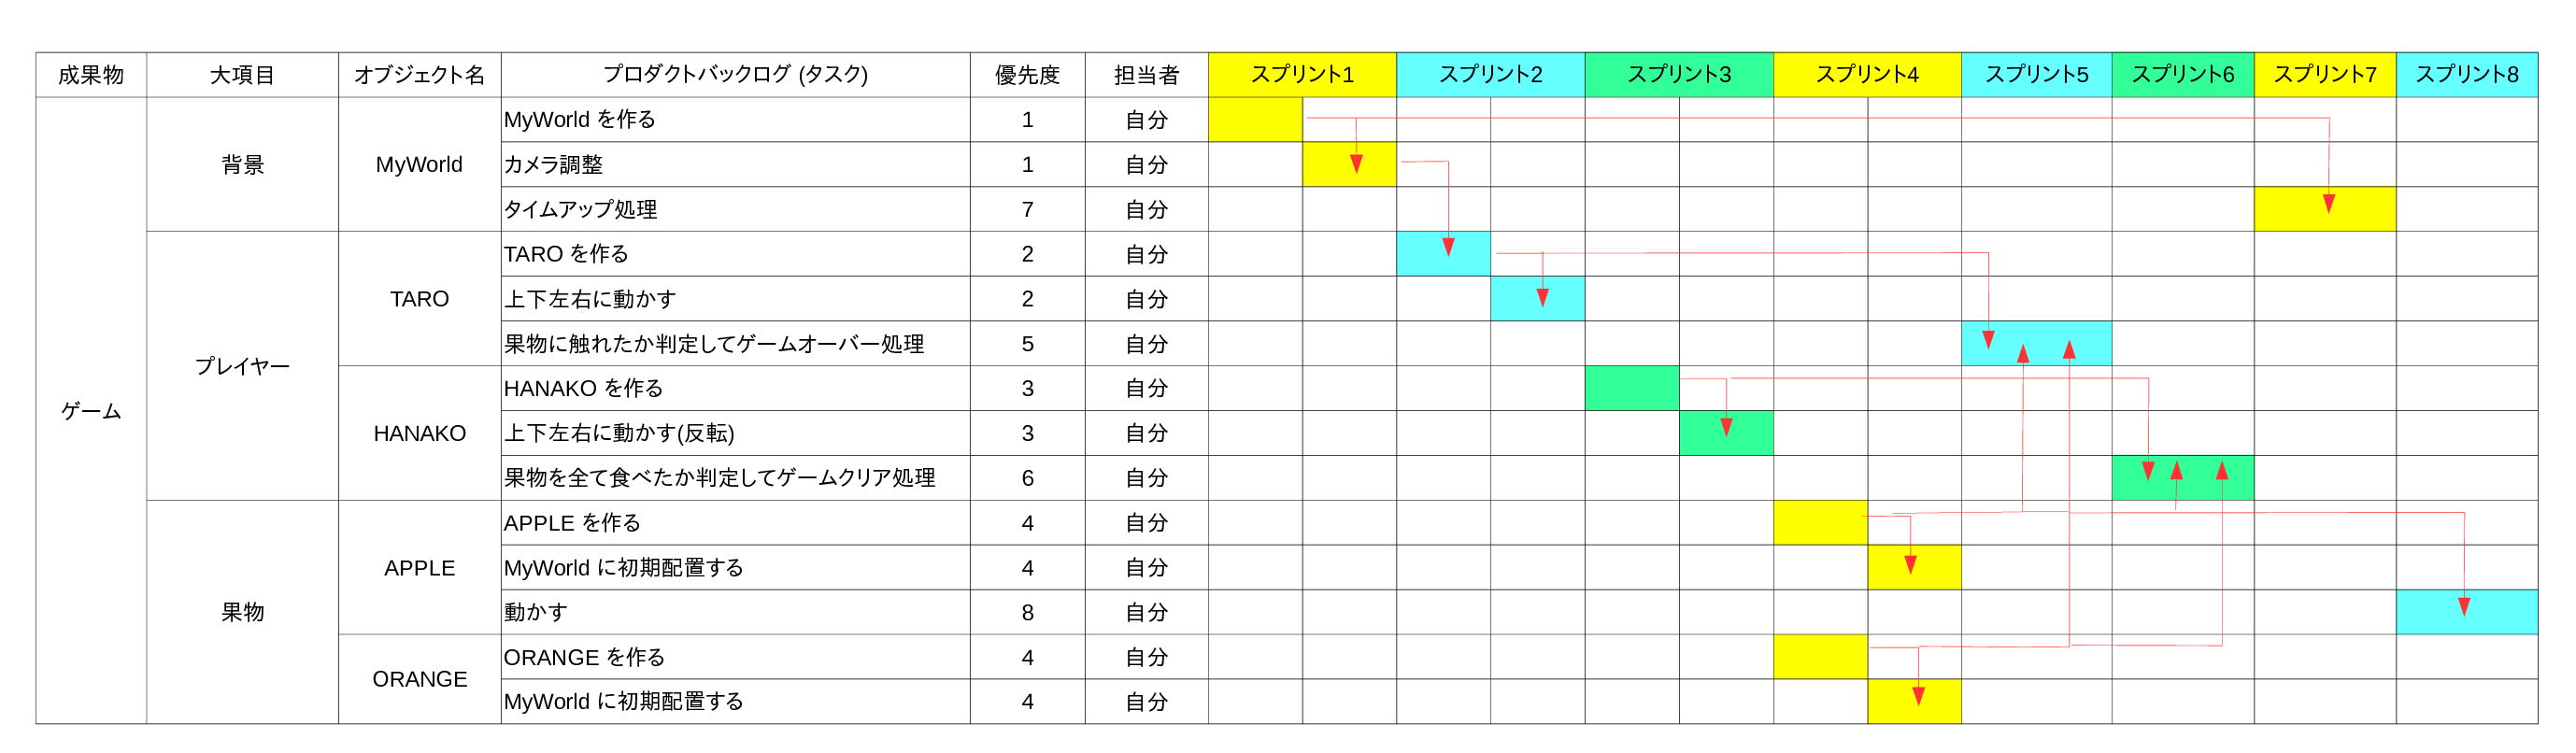 成果物 大項目 オブジェクト名 プロダクトバックログ (タスク) 優先度 担当者 スプリント1 スプリント2 スプリント3 スプリント4 スプリント5 スプリント6 スプリント7 スプリント8
MyWorld を作る 1 自分
背景 MyWorld カメラ調整 1 自分
タイムアップ処理 7 自分
TARO を作る 2 自分
TARO 上下左右に動かす 2 自分
果物に触れたか判定してゲームオーバー処理 5 自分
プレイヤー
HANAKO を作る 3 自分
ゲーム
HANAKO 上下左右に動かす(反転) 3 自分
果物を全て食べたか判定してゲームクリア処理 6 自分
APPLE を作る 4 自分
APPLE MyWorld に初期配置する 4 自分
果物 動かす 8 自分
ORANGE を作る 4 自分
ORANGE
MyWorld に初期配置する 4 自分